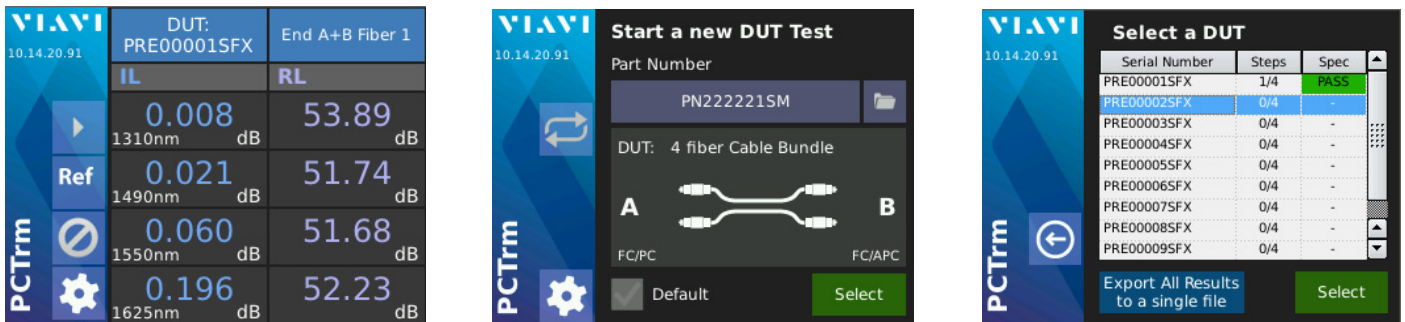 VIAVI
10.14.20.91
DUT:
PRE00001SFX
End A+B Fiber 1
IL
RL
0.008
1310nm dB
53.89
dB
Ref
0.021
1490nm dB
51.74
dB
0.060
1550nm dB
51.68
dB
0.196
1625nm dB
52.23
dB
PCTrm
VIAVI
10.14.20.91
Start a new DUT Test
Part Number
PN222221SM
DUT: 4 fiber Cable Bundle
A
B
FC/PC
FC/APC
Default
Select
PCTrm
VIAVI
10.14.20.91
Select a DUT
Serial Number Steps Spec
PRE00001SFX 1/4 PASS
PRE00002SFX 0/4 -
PRE00003SFX 0/4 -
PRE00004SFX 0/4 -
PRE00005SFX 0/4 -
PRE00006SFX 0/4 -
PRE00007SFX 0/4 -
PRE00008SFX 0/4 -
PRE00009SFX 0/4 -
Export All Results
to a single file
Select
PCTrm